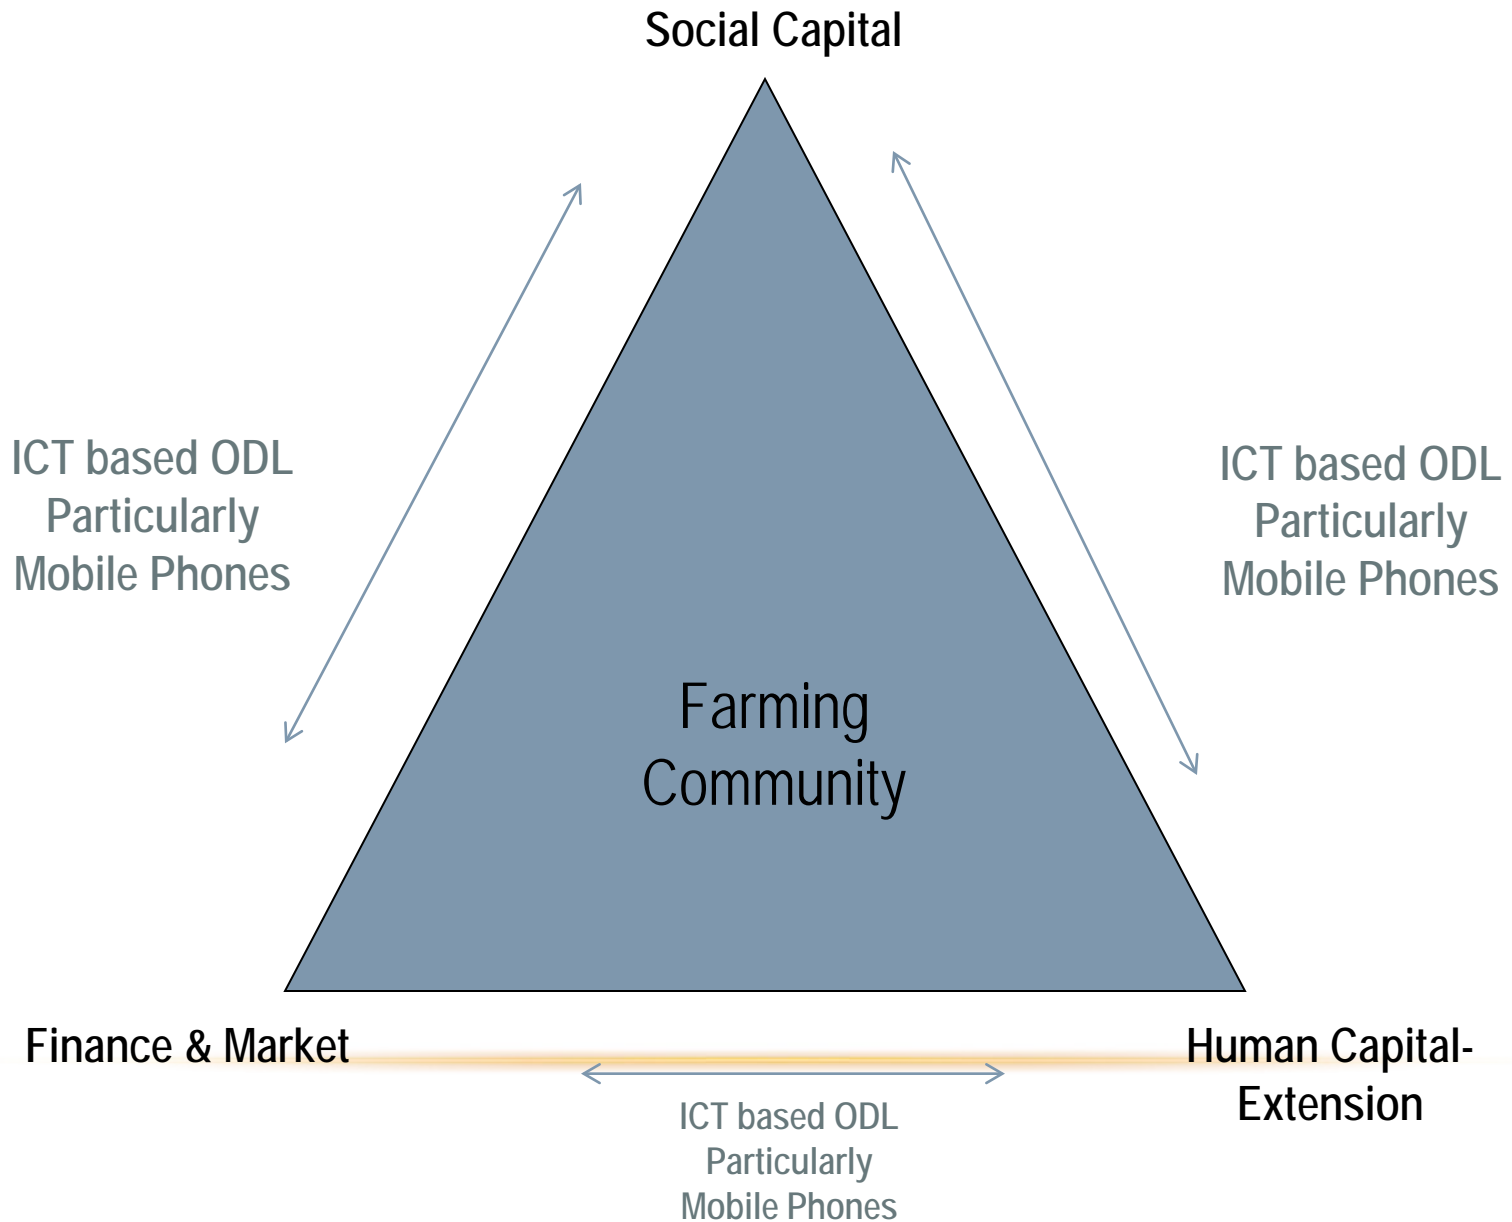 Social Capital
ICT based ODL
Particularly
Mobile Phones
ICT based ODL
Particularly
Mobile Phones
Farming
Community
Finance & Market
Human Capital-
Extension
ICT based ODL
Particularly
Mobile Phones